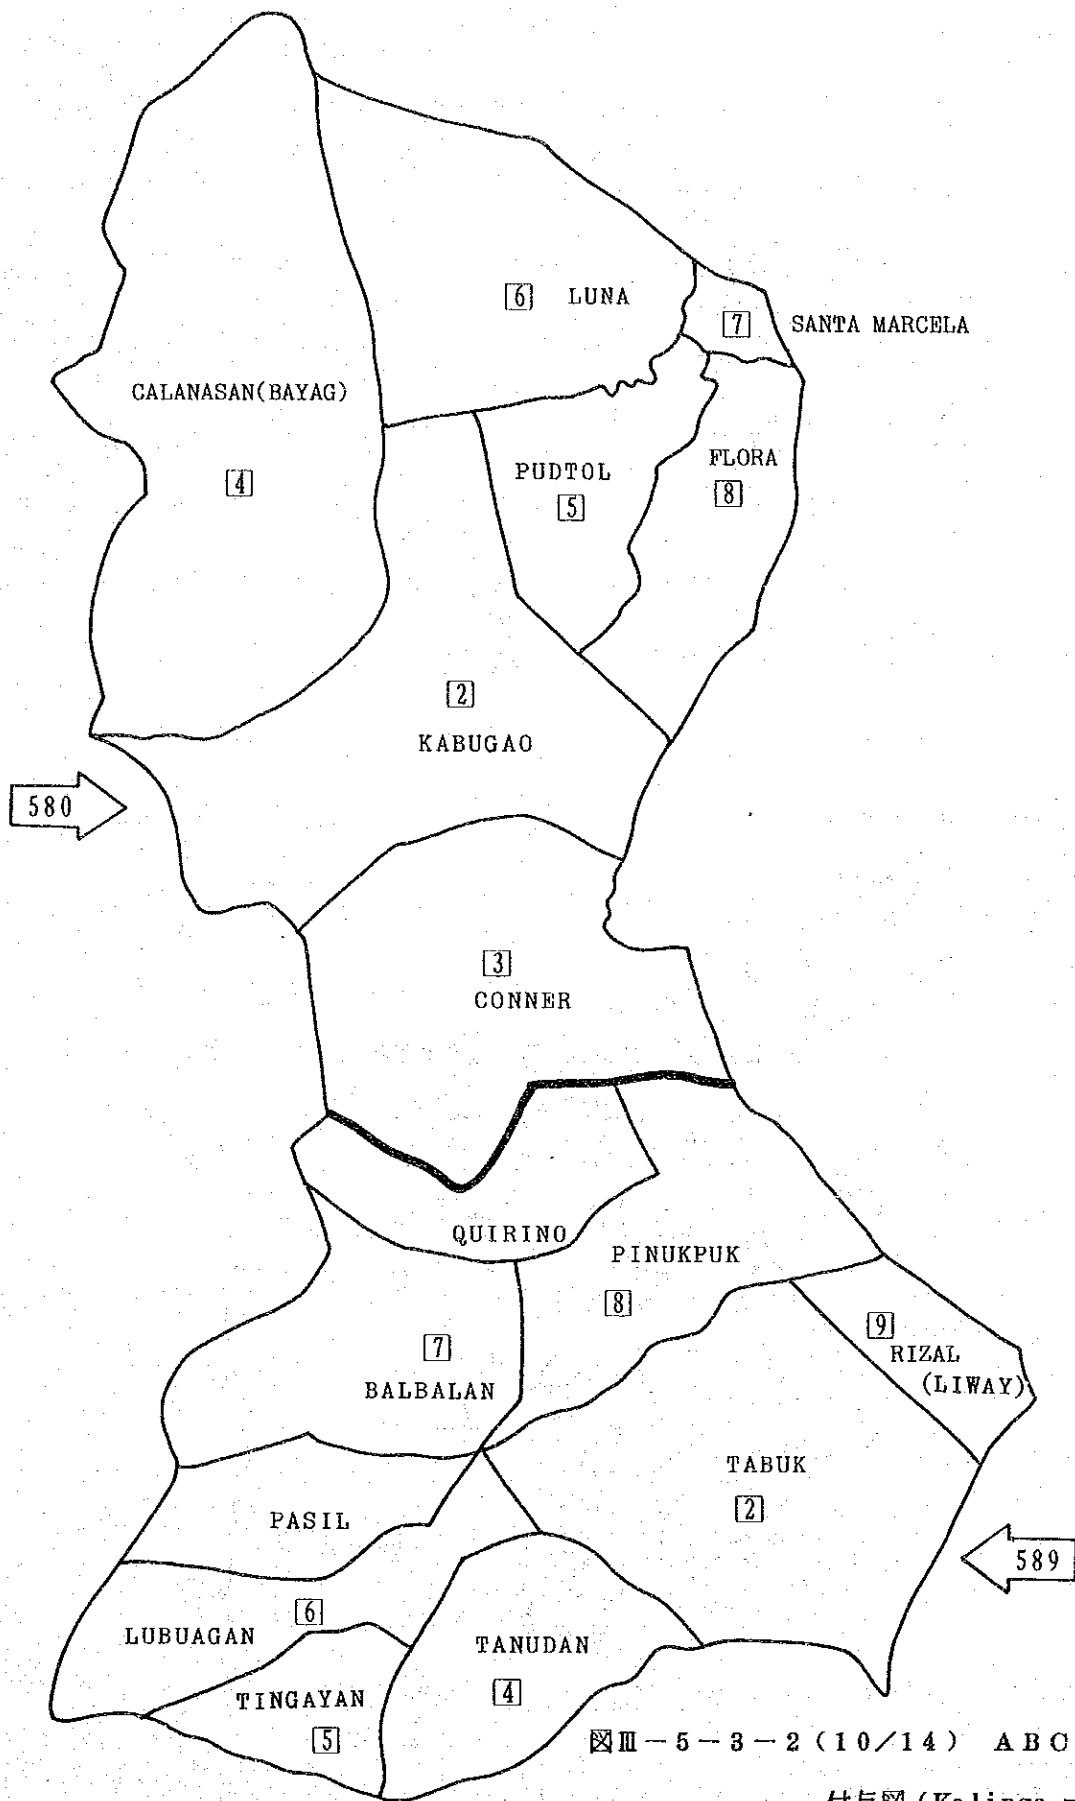 6 LUNA
7 SANTA MARCELA
CALANASAN(BAYAG)
4
PUDTOL
5
FLORA
8
2
KABUGAO
580
3
CONNER
QUIRINO
PINUKPUK
8
9
RIZAL
(LIWAY)
7
BALBALAN
TABUK
2
PASIL
589
6
LUBUAGAN
TANUDAN
4
TINGAYAN
5
図Ⅲ-5-3-2(10/14) ABC